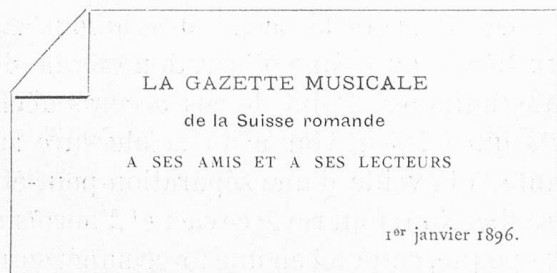 LA GAZETTE MUSICALE
de la Suisse romande
A SES AMIS ET A SES LECTEURS
1er janvier 1896.